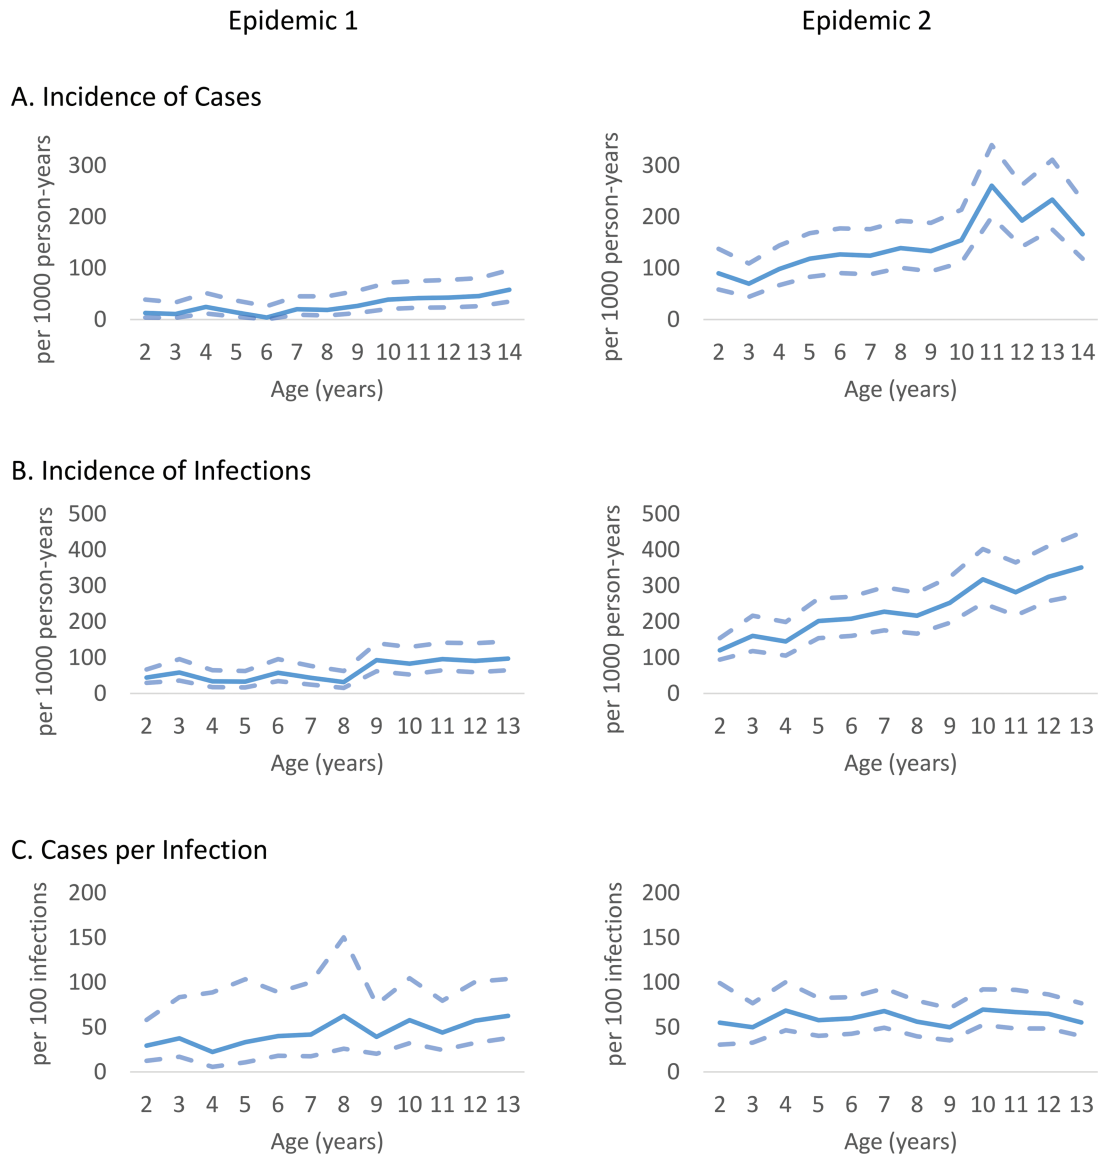 Epidemic 1
Epidemic 2
A. Incidence of Cases
per 1000 person-years
300
200
100
0
2 3 4 5 6 7 8 9 10 11 12 13 14
Age (years)
per 1000 person-years
300
200
100
0
2 3 4 5 6 7 8 9 10 11 12 13 14
Age (years)
B. Incidence of Infections
per 1000 person-years
500
400
300
200
100
0
2 3 4 5 6 7 8 9 10 11 12 13
Age (years)
per 1000 person-years
500
400
300
200
100
0
2 3 4 5 6 7 8 9 10 11 12 13
Age (years)
C. Cases per Infection
per 100 infections
200
150
100
50
0
2 3 4 5 6 7 8 9 10 11 12 13
Age (years)
per 100 infections
200
150
100
50
0
2 3 4 5 6 7 8 9 10 11 12 13
Age (years)